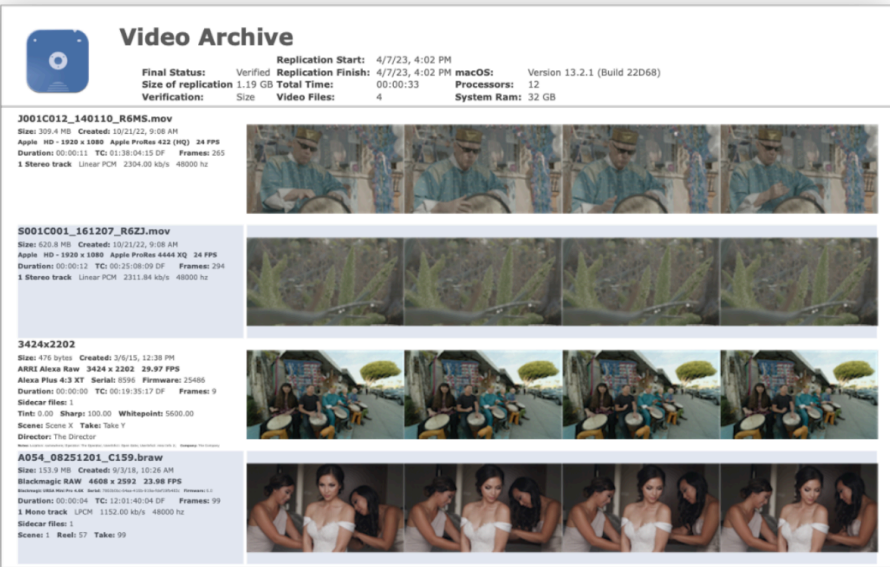 Video Archive
Replication Start: 4/7/23, 4:02 PM
Final Status: Verified Replication Finish: 4/7/23, 4:02 PM macOS: Version 13.2.1 (Build 22D68)
Size of replication 1.19 GB Total Time: 00:00:33 Processors: 12
Verification: Size Video Files: 4 System Ram: 32 GB
J001C012_140110_R6MS.mov
Size: 309.4 MB Created: 10/21/22, 9:08 AM
Apple HD - 1920 x 1080 Apple ProRes 422 (HQ) 24 FPS
Duration: 00:00:11 TC: 01:38:04:15 DF Frames: 265
1 Stereo track Linear PCM 2304.00 kb/s 48000 hz
S001C001_161207_R6ZJ.mov
Size: 620.8 MB Created: 10/21/22, 9:08 AM
Apple HD - 1920 x 1080 Apple ProRes 4444 XQ 24 FPS
Duration: 00:00:12 TC: 00:25:08:09 DF Frames: 294
1 Stereo track Linear PCM 2311.84 kb/s 48000 hz
3424x2202
Size: 476 bytes Created: 3/6/15, 12:38 PM
ARRI Alexa Raw 3424 x 2202 29.97 FPS
Alexa Plus 4:3 XT Serial: 8596 Firmware: 25486
Duration: 00:00:00 TC: 00:19:35:17 DF Frames: 9
Sidecar files: 1
Tint: 0.00 Sharp: 100.00 Whitepoint: 5600.00
Scene: Scene X Take: Take Y
Director: The Director
A054_08251201_C159.braw
Size: 153.9 MB Created: 9/3/18, 10:26 AM
Blackmagic RAW 4608 x 2592 23.98 FPS
Duration: 00:00:04 TC: 12:01:40:04 DF Frames: 99
1 Mono track LPCM 1152.00 kb/s 48000 hz
Sidecar files: 1
Scene: 1 Reel: 57 Take: 99